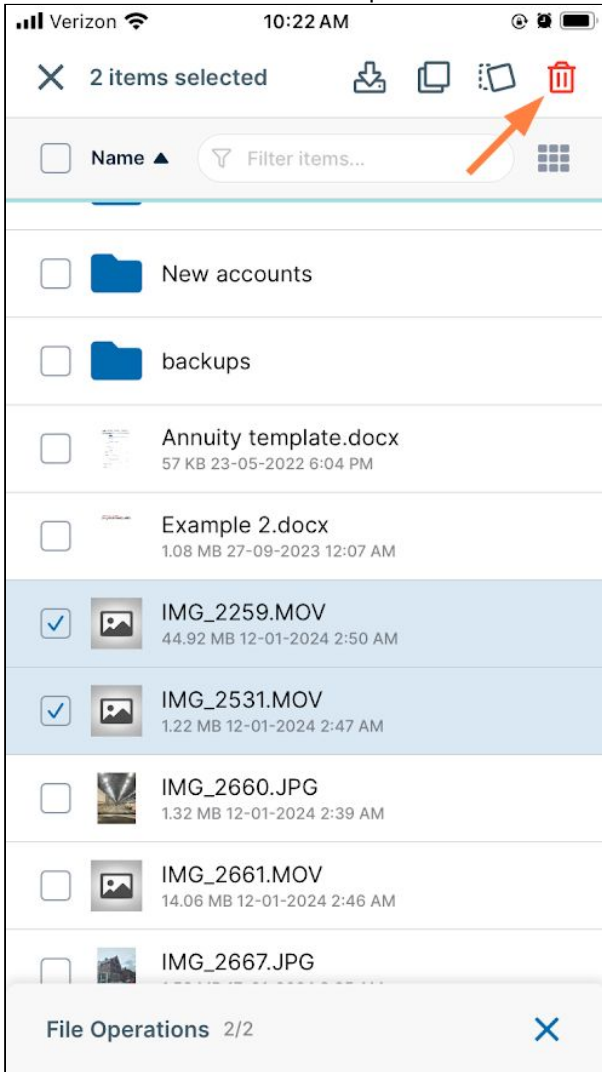 Verizon 10:22 AM
2 items selected
Name ▲ Filter items...
New accounts
backups
Annuity template.docx
57 KB 23-05-2022 6:04 PM
Example 2.docx
1.08 MB 27-09-2023 12:07 AM
IMG_2259.MOV
44.92 MB 12-01-2024 2:50 AM
IMG_2531.MOV
1.22 MB 12-01-2024 2:47 AM
IMG_2660.JPG
1.32 MB 12-01-2024 2:39 AM
IMG_2661.MOV
14.06 MB 12-01-2024 2:46 AM
IMG_2667.JPG
File Operations 2/2